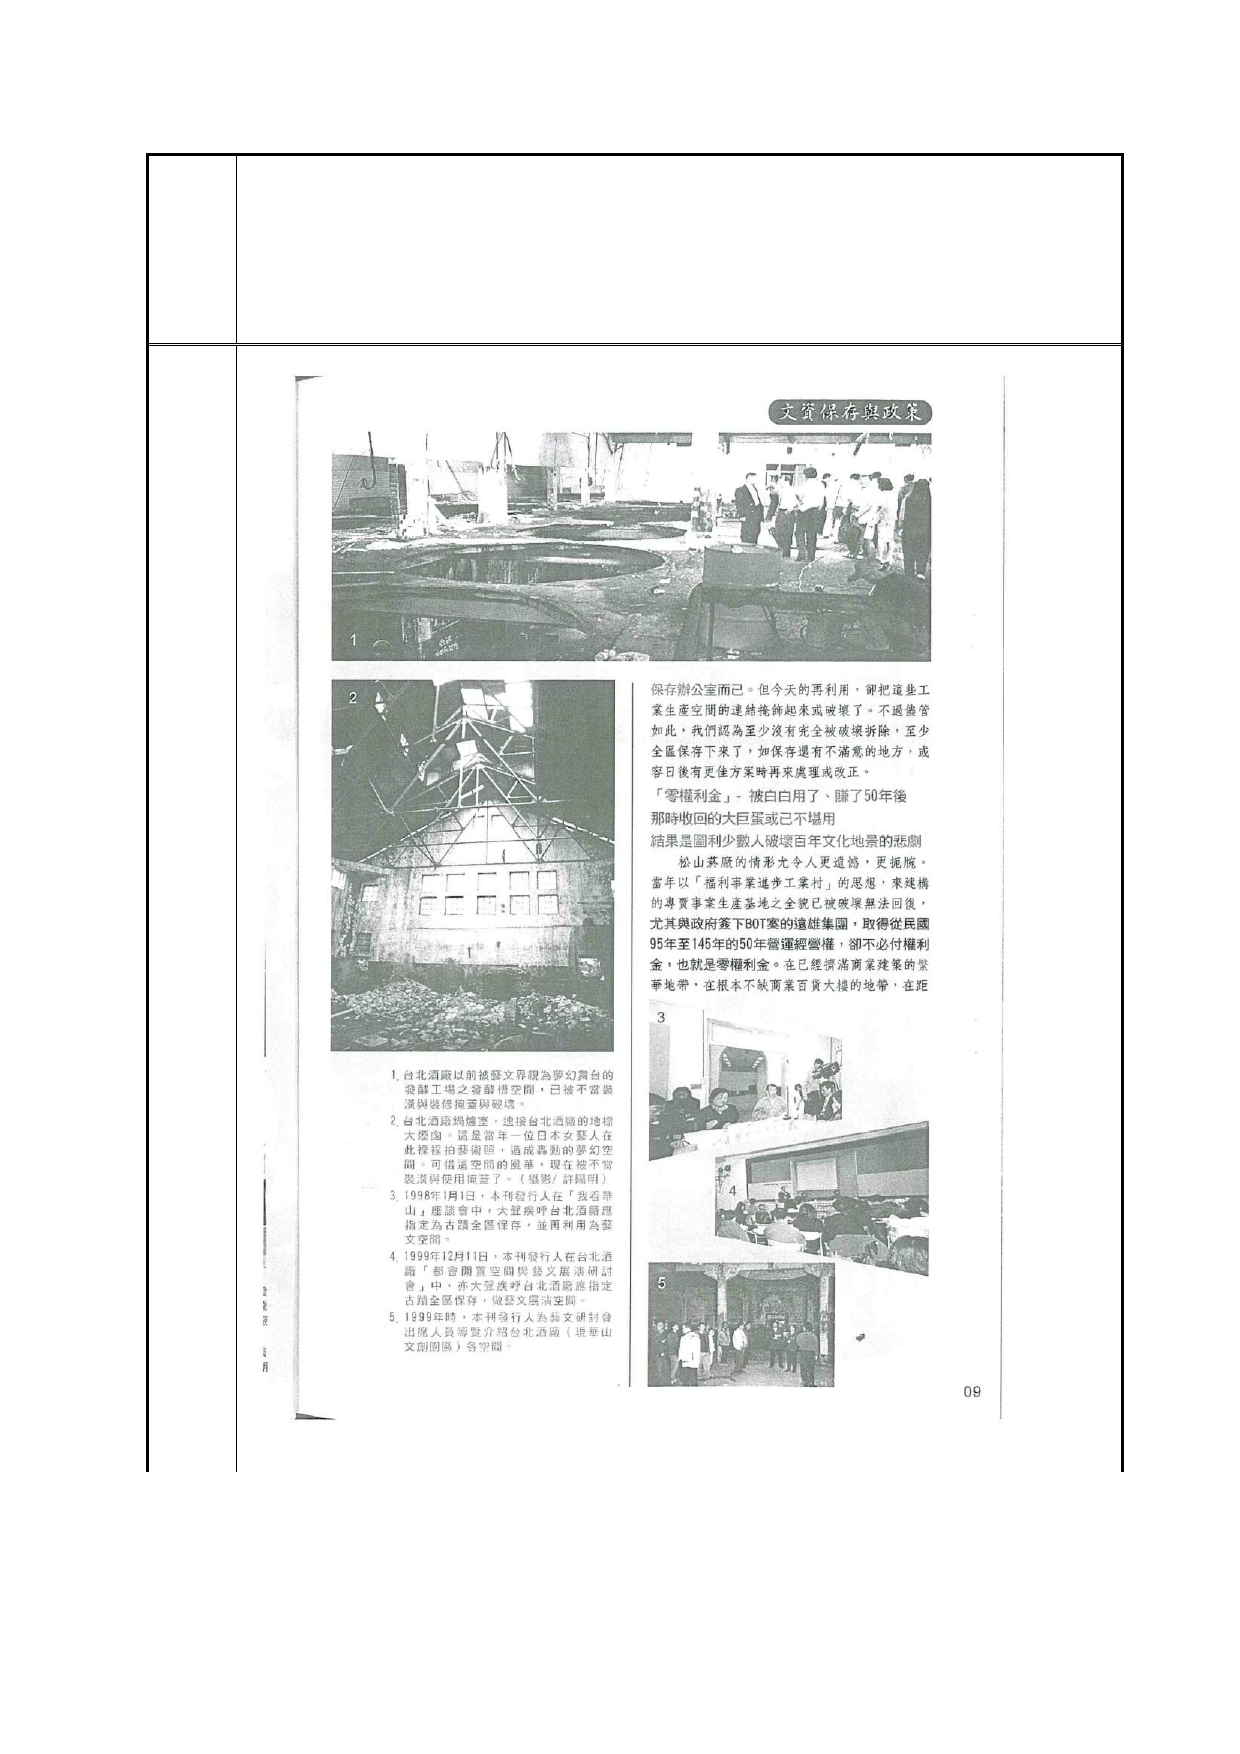 文資保存與政策
1
2
保存辦公室而已。但今天的再利用，卻把這些工
業生產空間的連結掩飾起來或破壞了。不過儘管
如此，我們認為至少沒有完全被破壞拆除，至少
全區保存下來了，如保存還有不滿意的地方，或
容日後有更佳方案時再來處理或改正。
「零權利金」- 被白白用了、賺了50年後
那時收回的大巨蛋或已不堪用
結果是圖利少數人破壞百年文化地景的悲劇
松山菸廠的情形尤令人更遺憾，更扼腕。
當年以「福利事業進步工業村」的思想，來建構
的專賣事業生產基地之全貌已被破壞無法回復，
尤其與政府簽下BOT案的遠雄集團，取得從民國
95年至145年的50年營運經營權，卻不必付權利
金，也就是零權利金。在已經擠滿商業建築的繁
華地帶，在根本不缺商業百貨大樓的地帶，在距
3
4
5
1. 台北酒廠以前被藝文界視為夢幻舞台的
發酵工場之發酵槽空間，已被不當裝
潢與裝修掩蓋與破壞。
2. 台北酒廠鍋爐室，連接台北酒廠的地標
大煙囪。這是當年一位日本女藝人在
此裸裎拍藝術照，造成轟動的夢幻空
間。可惜這空間的風華，現在被不當
裝潢與使用掩蓋了。（攝影/ 許陽明）
3. 1998年1月1日，本刊發行人在「我看華
山」座談會中，大聲疾呼台北酒廠應
指定為古蹟全區保存，並再利用為藝
文空間。
4. 1999年12月11日，本刊發行人在台北酒
廠「都會閒置空間與藝文展演研討
會」中，亦大聲疾呼台北酒廠應指定
古蹟全區保存，做藝文展演空間。
5. 1999年時，本刊發行人為藝文研討會
出席人員導覽介紹台北酒廠（現華山
文創園區）各空間。
09